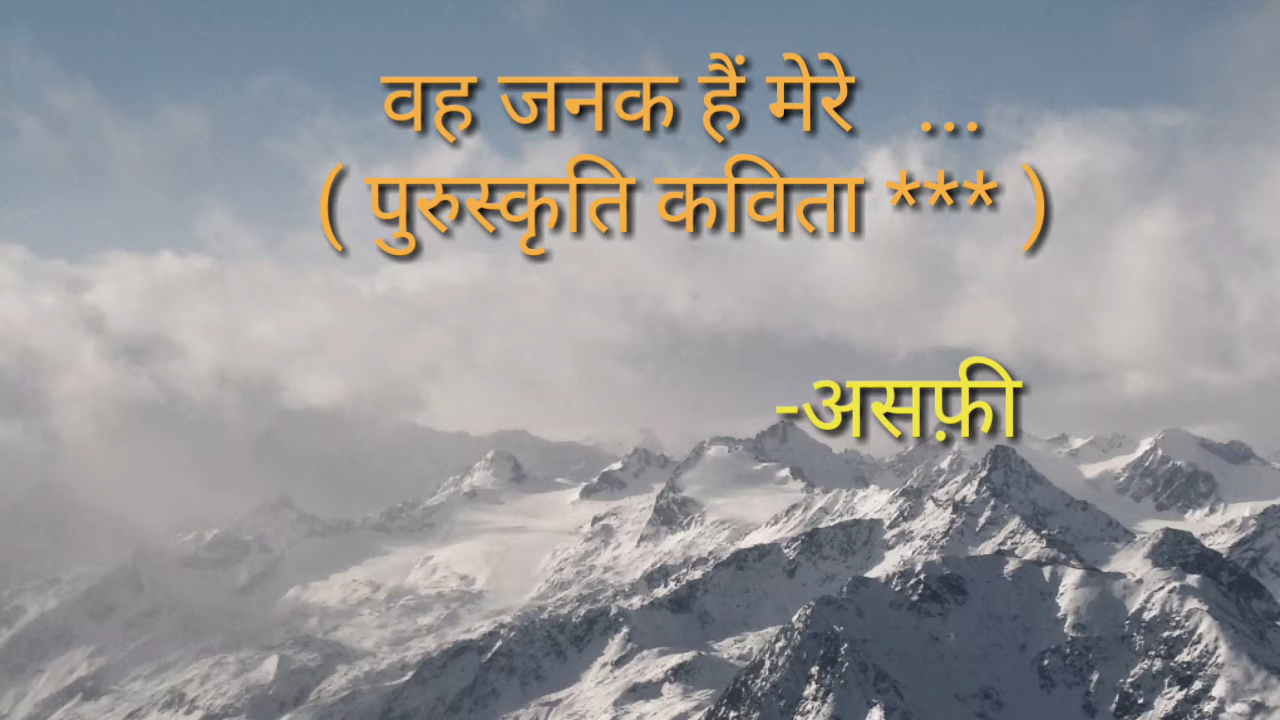 वह जनक हैं मेरे ...
( पुरुस्कृति कविता *** )
-असफ़ी